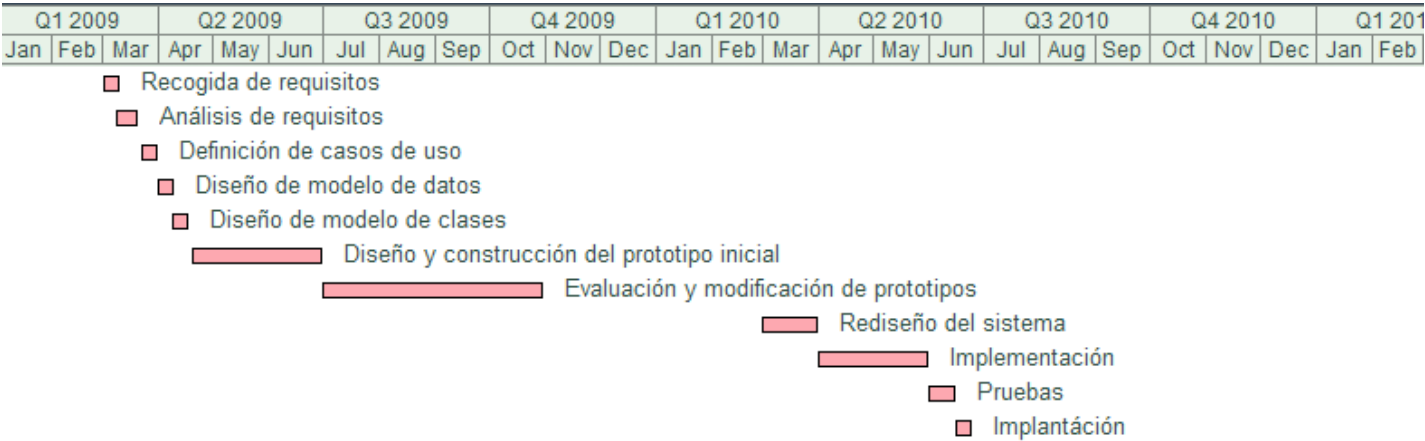 Q1 2009 Q2 2009 Q3 2009 Q4 2009 Q1 2010 Q2 2010 Q3 2010 Q4 2010 Q1 201
Jan Feb Mar Apr May Jun Jul Aug Sep Oct Nov Dec Jan Feb Mar Apr May Jun Jul Aug Sep Oct Nov Dec Jan Feb
Recogida de requisitos
Análisis de requisitos
Definición de casos de uso
Diseño de modelo de datos
Diseño de modelo de clases
Diseño y construcción del prototipo inicial
Evaluación y modificación de prototipos
Rediseño del sistema
Implementación
Pruebas
Implantáción